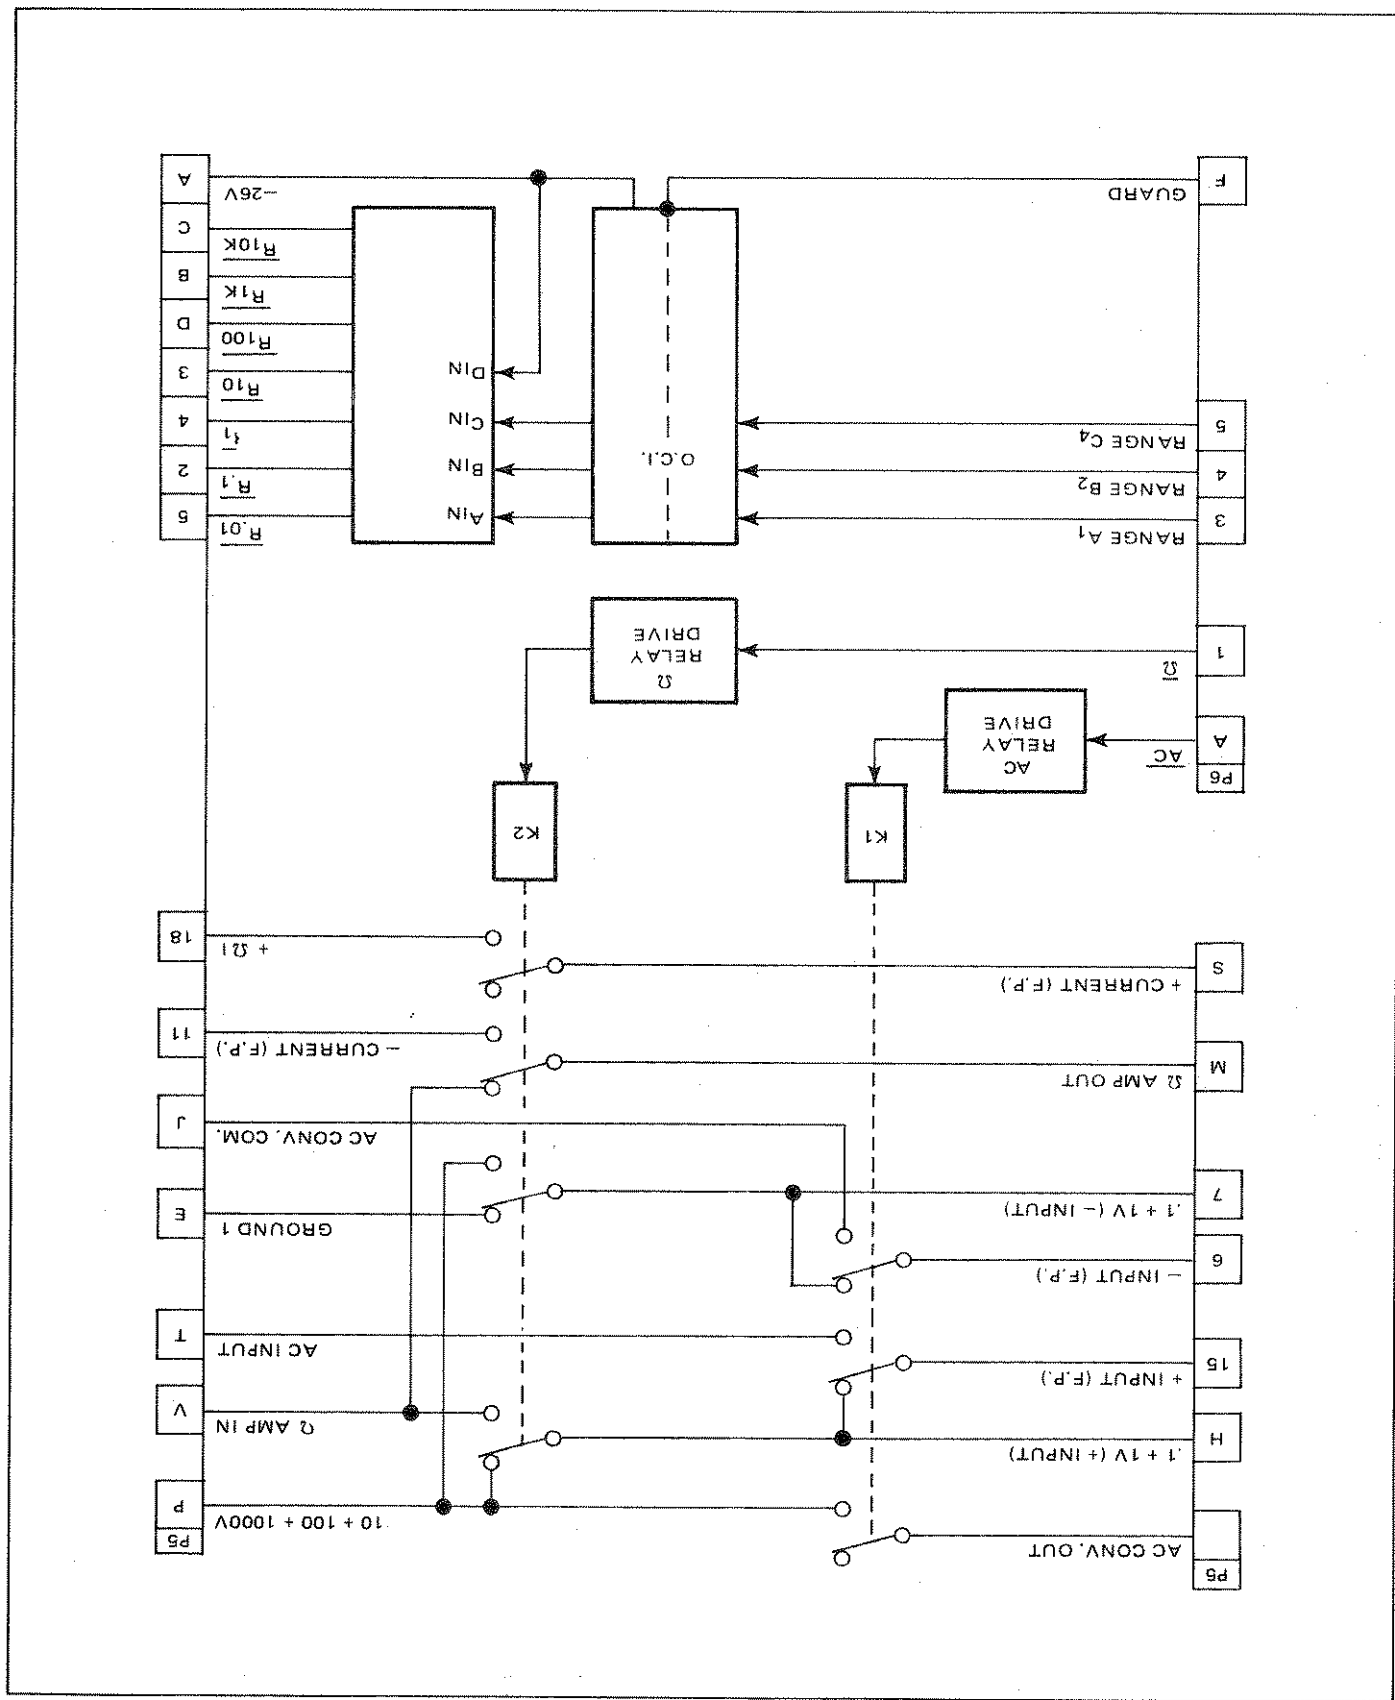 P5
AC CONV. OUT
P5
10 + 100 + 1000V
P
H
.1 + 1V (+ INPUT)
Ω AMP IN
V
15
+ INPUT (F.P.)
AC INPUT
T
6
− INPUT (F.P.)
7
.1 + 1V (− INPUT)
GROUND 1
E
AC CONV. COM.
J
M
Ω AMP OUT
− CURRENT (F.P.)
11
S
+ CURRENT (F.P.)
+ Ω I
18
K1
K2
P6
A
AC
AC
RELAY
DRIVE
1
Ω
Ω
RELAY
DRIVE
3
RANGE A1
4
RANGE B2
5
RANGE C4
O.C.I.
AIN
BIN
CIN
DIN
R.01
5
R.1
2
4
R10
3
R100
D
R1K
B
R10K
C
F
GUARD
−26V
A